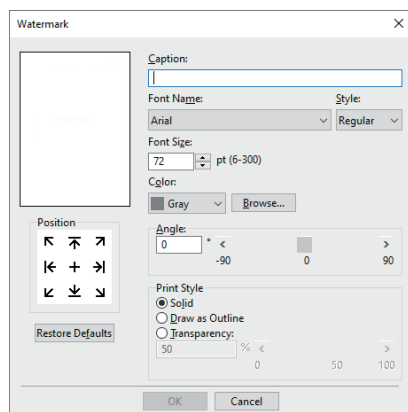 Watermark
Caption:
Font Name:
Style:
Arial
Regular
Font Size:
72
pt (6-300)
Color:
Gray
Browse...
Position
Angle:
0
°
-90
0
90
Print Style
Solid
Draw as Outline
Transparency:
50
%
0
50
100
Restore Defaults
OK
Cancel